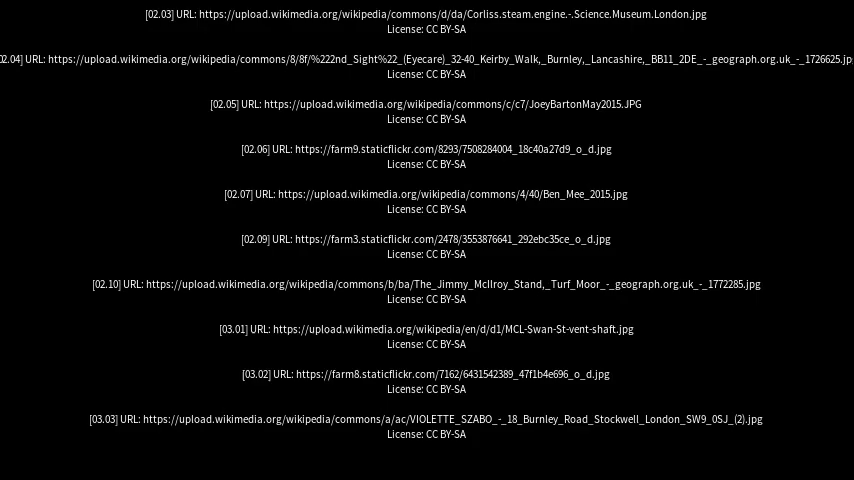 [02.03] URL: https://upload.wikimedia.org/wikipedia/commons/d/da/Corliss.steam.engine.-.Science.Museum.London.jpg
License: CC BY-SA
02.04] URL: https://upload.wikimedia.org/wikipedia/commons/8/8f/%222nd_Sight%22_(Eyecare)_32-40_Keirby_Walk,_Burnley,_Lancashire,_BB11_2DE_-_geograph.org.uk_-_1726625.jp
License: CC BY-SA
[02.05] URL: https://upload.wikimedia.org/wikipedia/commons/c/c7/JoeyBartonMay2015.JPG
License: CC BY-SA
[02.06] URL: https://farm9.staticflickr.com/8293/7508284004_18c40a27d9_o_d.jpg
License: CC BY-SA
[02.07] URL: https://upload.wikimedia.org/wikipedia/commons/4/40/Ben_Mee_2015.jpg
License: CC BY-SA
[02.09] URL: https://farm3.staticflickr.com/2478/3553876641_292ebc35ce_o_d.jpg
License: CC BY-SA
[02.10] URL: https://upload.wikimedia.org/wikipedia/commons/b/ba/The_Jimmy_McIlroy_Stand,_Turf_Moor_-_geograph.org.uk_-_1772285.jpg
License: CC BY-SA
[03.01] URL: https://upload.wikimedia.org/wikipedia/en/d/d1/MCL-Swan-St-vent-shaft.jpg
License: CC BY-SA
[03.02] URL: https://farm8.staticflickr.com/7162/6431542389_47f1b4e696_o_d.jpg
License: CC BY-SA
[03.03] URL: https://upload.wikimedia.org/wikipedia/commons/a/ac/VIOLETTE_SZABO_-_18_Burnley_Road_Stockwell_London_SW9_0SJ_(2).jpg
License: CC BY-SA